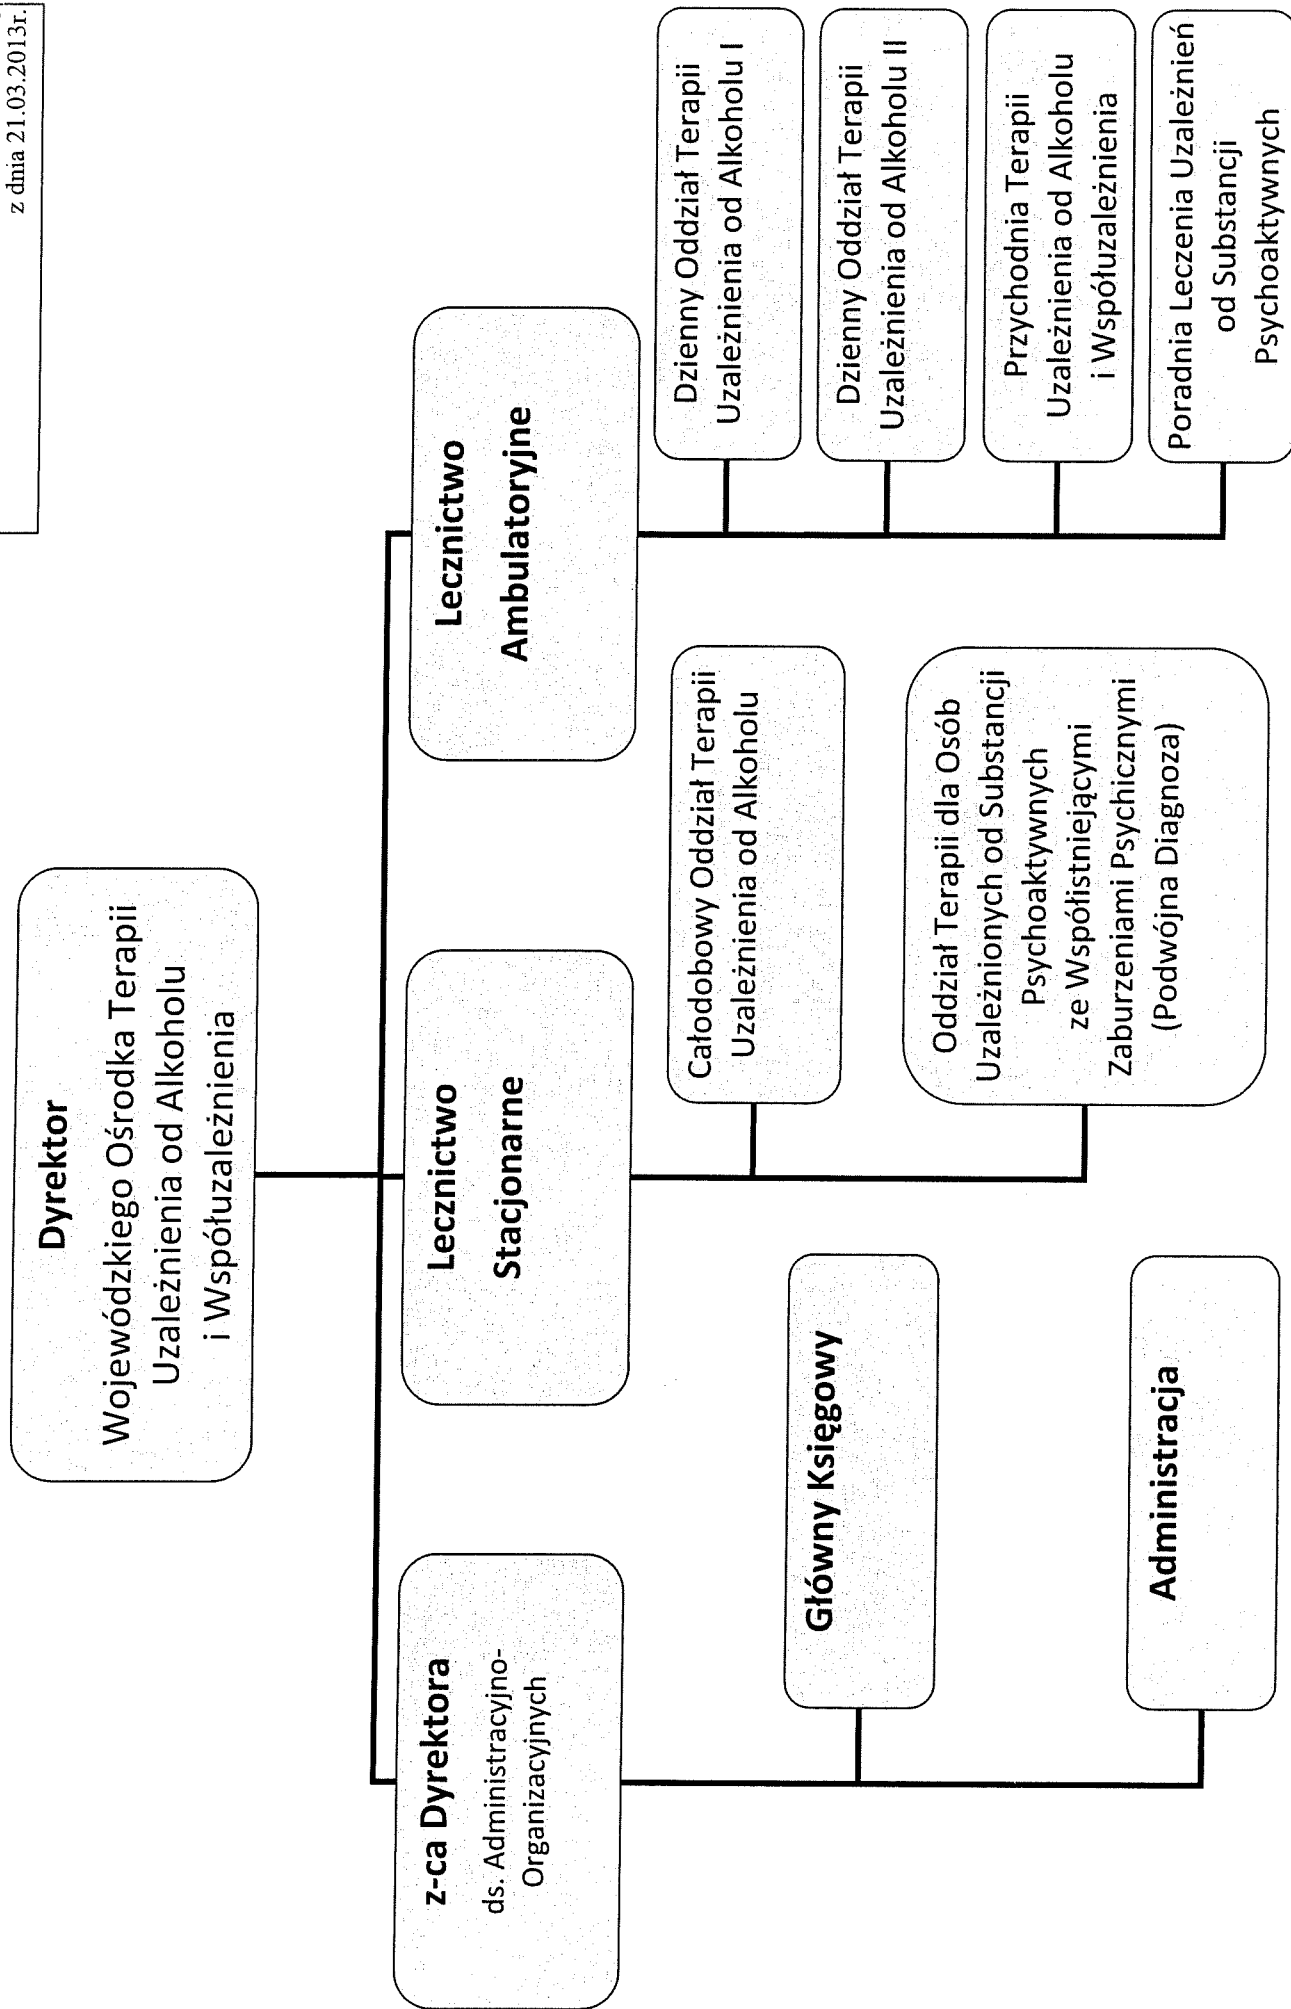 z dnia 21.03.2013r.
Dyrektor
Wojewódzkiego Ośrodka Terapii
Uzależnienia od Alkoholu
i Współuzależnienia
z-ca Dyrektora
ds. Administracyjno-
Organizacyjnych
Główny Księgowy
Administracja
Lecznictwo
Stacjonarne
Całodobowy Oddział Terapii
Uzależnienia od Alkoholu
Oddział Terapii dla Osób
Uzależnionych od Substancji
Psychoaktywnych
ze Współistniejącymi
Zaburzeniami Psychicznymi
(Podwójna Diagnoza)
Lecznictwo
Ambulatoryjne
Dzienny Oddział Terapii
Uzależnienia od Alkoholu I
Dzienny Oddział Terapii
Uzależnienia od Alkoholu II
Przychodnia Terapii
Uzależnienia od Alkoholu
i Współuzależnienia
Poradnia Leczenia Uzależnień
od Substancji
Psychoaktywnych